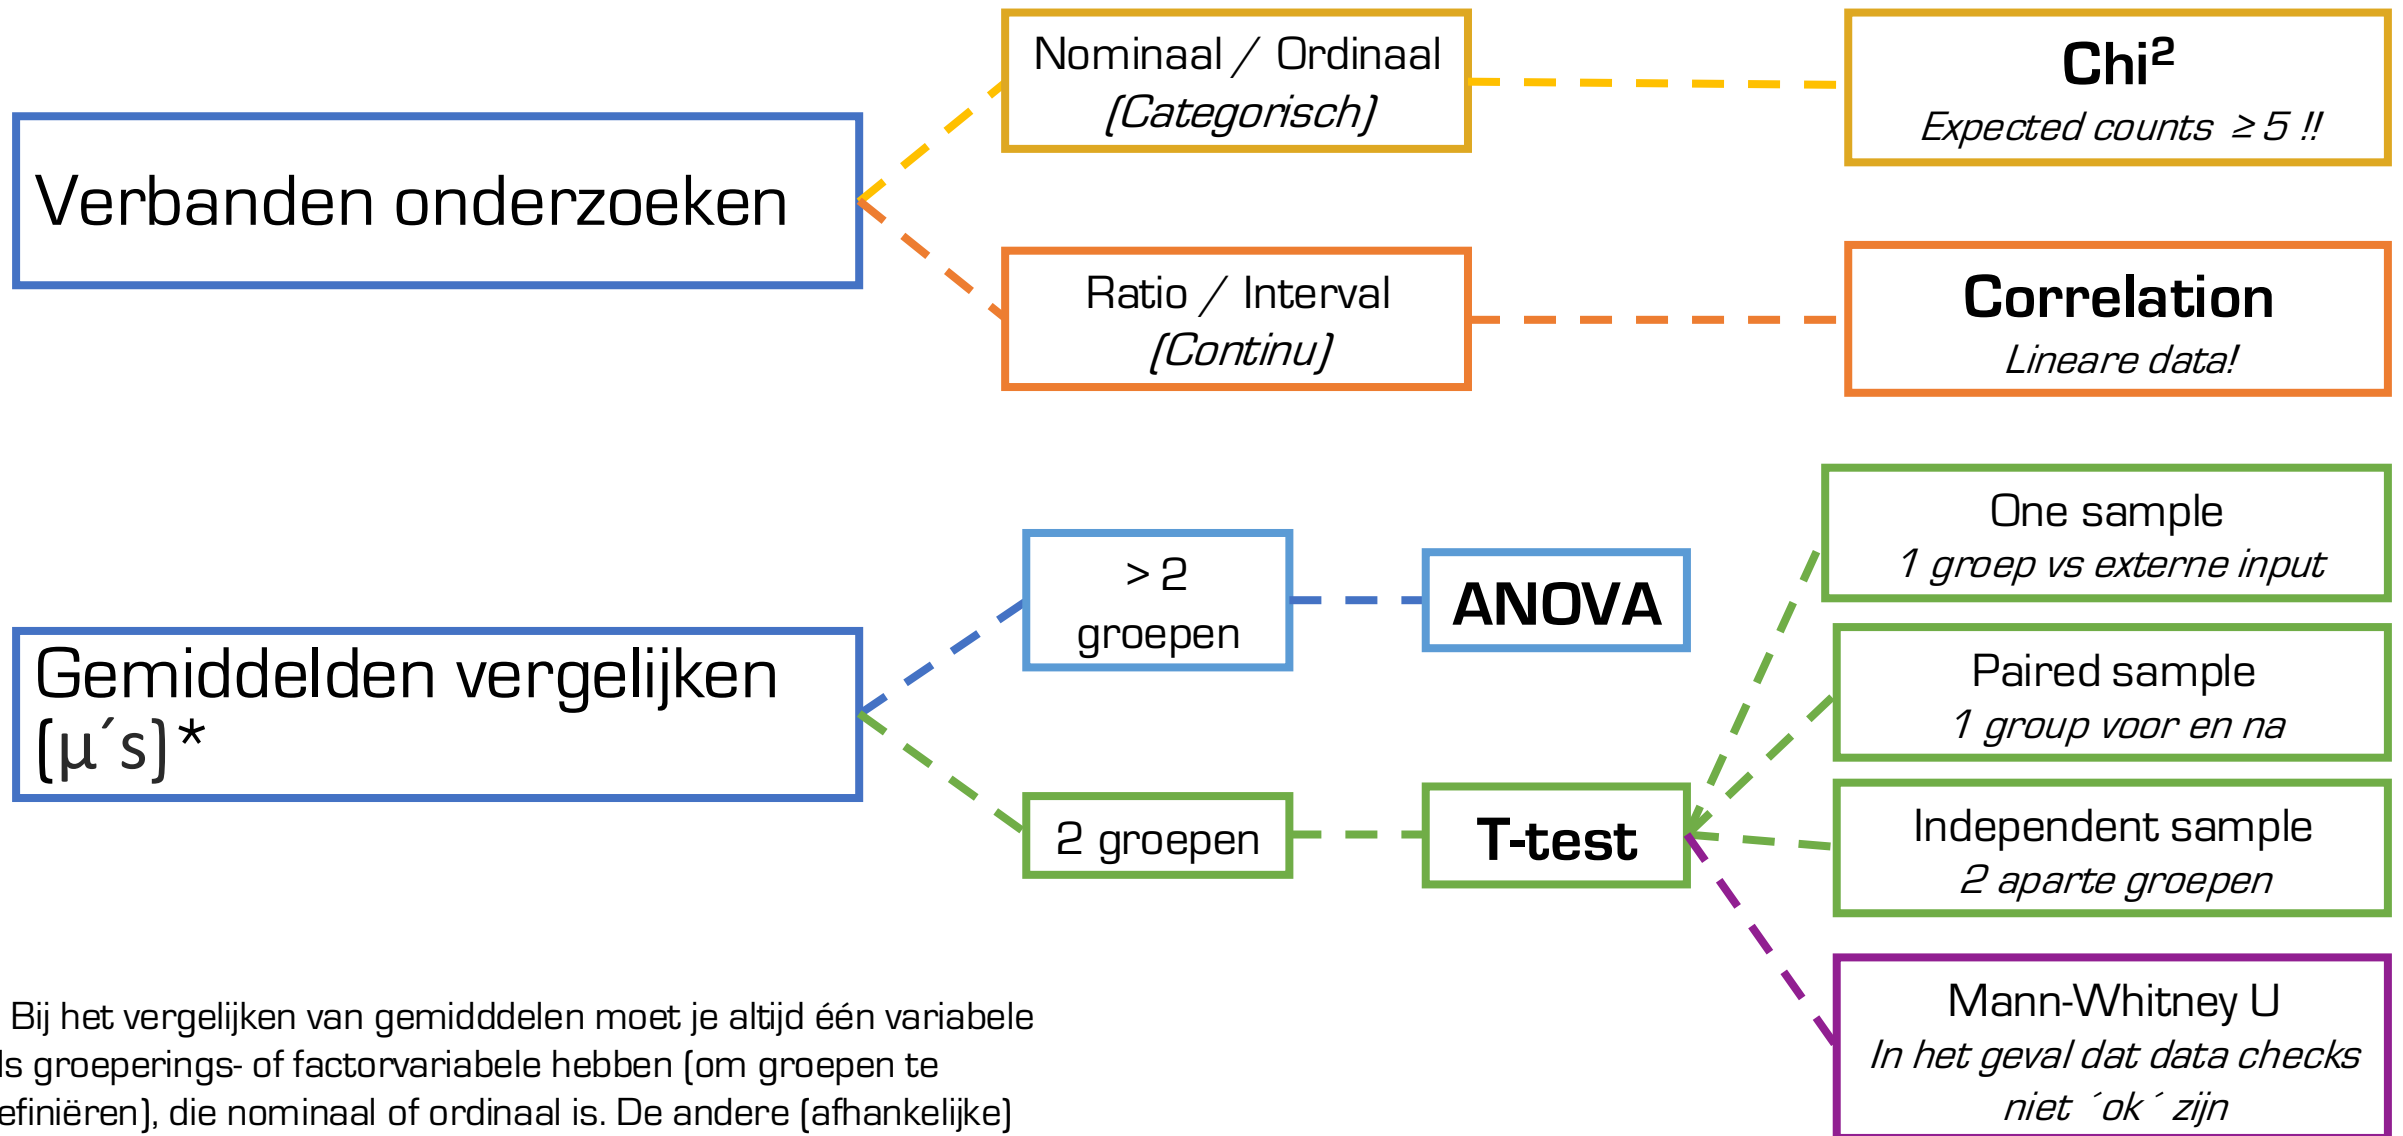 Nominaal / Ordinaal
(Categorisch)
Chi²
Expected counts ≥ 5 !!
Verbanden onderzoeken
Ratio / Interval
(Continu)
Correlation
Lineare data!
One sample
1 groep vs externe input
> 2
groepen
ANOVA
Gemiddelden vergelijken
(µ´s)*
Paired sample
1 group voor en na
2 groepen
T-test
Independent sample
2 aparte groepen
Mann-Whitney U
In het geval dat data checks
niet ´ok´ zijn
Bij het vergelijken van gemidddelen moet je altijd één variabele
ls groeperings- of factorvariabele hebben (om groepen te
efiniëren), die nominaal of ordinaal is. De andere (afhankelijke)